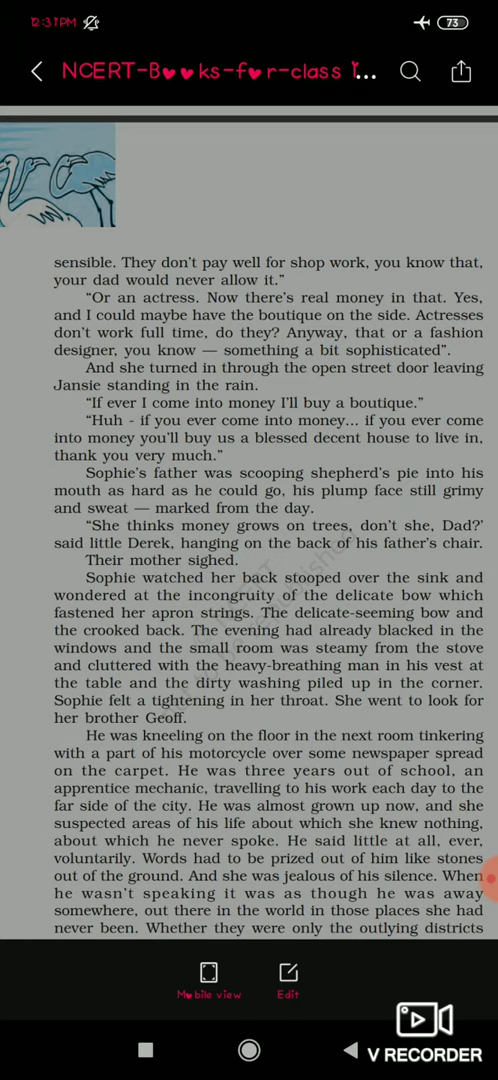 2:31PM
73
NCERT-B♥♥ks-f♥r-class 1...
sensible. They don't pay well for shop work, you know that,
your dad would never allow it."
"Or an actress. Now there's real money in that. Yes,
and I could maybe have the boutique on the side. Actresses
don't work full time, do they? Anyway, that or a fashion
designer, you know — something a bit sophisticated".
And she turned in through the open street door leaving
Jansie standing in the rain.
"If ever I come into money I'll buy a boutique."
"Huh - if you ever come into money... if you ever come
into money you'll buy us a blessed decent house to live in,
thank you very much."
Sophie's father was scooping shepherd's pie into his
mouth as hard as he could go, his plump face still grimy
and sweat — marked from the day.
"She thinks money grows on trees, don't she, Dad?'
said little Derek, hanging on the back of his father's chair.
Their mother sighed.
Sophie watched her back stooped over the sink and
wondered at the incongruity of the delicate bow which
fastened her apron strings. The delicate-seeming bow and
the crooked back. The evening had already blacked in the
windows and the small room was steamy from the stove
and cluttered with the heavy-breathing man in his vest at
the table and the dirty washing piled up in the corner.
Sophie felt a tightening in her throat. She went to look for
her brother Geoff.
He was kneeling on the floor in the next room tinkering
with a part of his motorcycle over some newspaper spread
on the carpet. He was three years out of school, an
apprentice mechanic, travelling to his work each day to the
far side of the city. He was almost grown up now, and she
suspected areas of his life about which she knew nothing,
about which he never spoke. He said little at all, ever,
voluntarily. Words had to be prized out of him like stones
out of the ground. And she was jealous of his silence. When
he wasn't speaking it was as though he was away
somewhere, out there in the world in those places she had
never been. Whether they were only the outlying districts
M♥bile view
Edit
V RECORDER